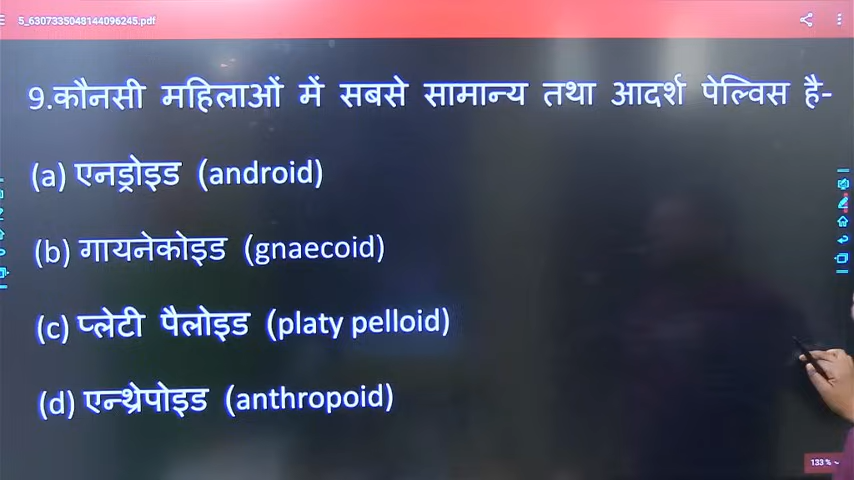 5_6307335048144096245.pdf
9.कौनसी महिलाओं में सबसे सामान्य तथा आदर्श पेल्विस है-
(a) एनड्रोइड (android)
(b) गायनेकोइड (gnaecoid)
(c) प्लेटी पैलोइड (platy pelloid)
(d) एन्थ्रेपोइड (anthropoid)
133 %